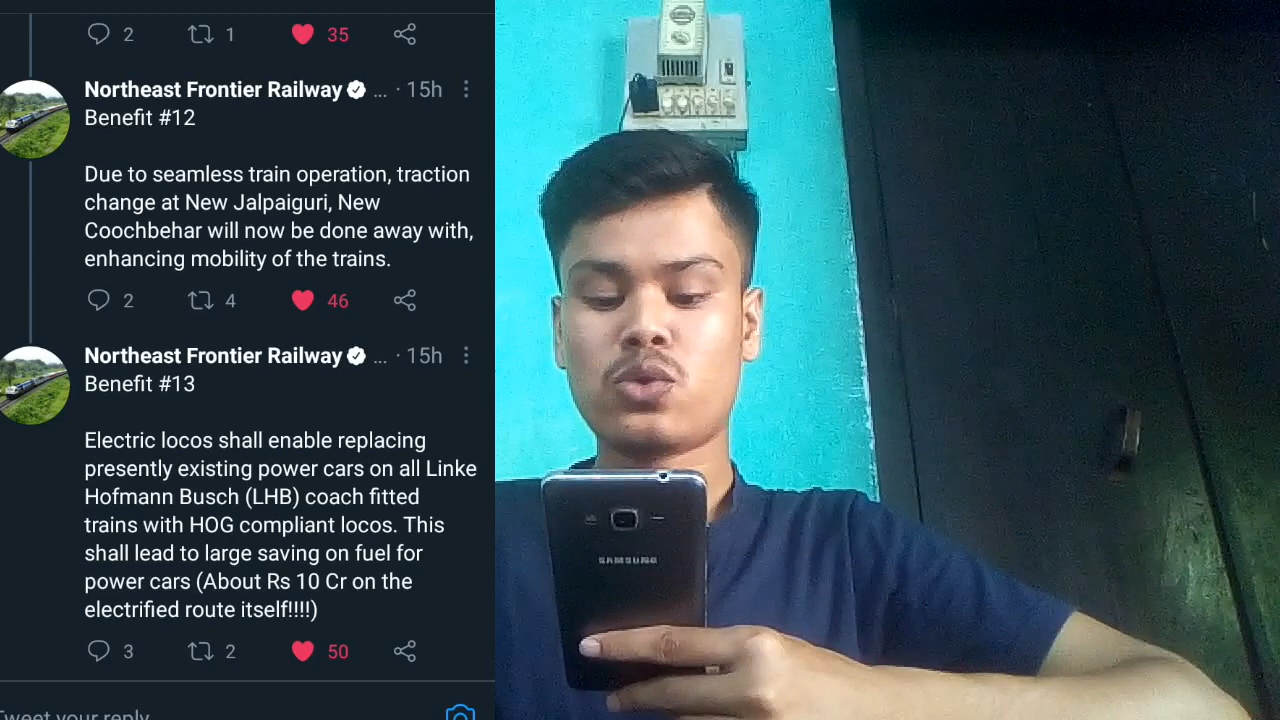 2 1 35
Northeast Frontier Railway ... · 15h
Benefit #12
Due to seamless train operation, traction
change at New Jalpaiguri, New
Coochbehar will now be done away with,
enhancing mobility of the trains.
2 4 46
Northeast Frontier Railway ... · 15h
Benefit #13
Electric locos shall enable replacing
presently existing power cars on all Linke
Hofmann Busch (LHB) coach fitted
trains with HOG compliant locos. This
shall lead to large saving on fuel for
power cars (About Rs 10 Cr on the
electrified route itself!!!!)
3 2 50
Tweet your reply
SAMSUNG